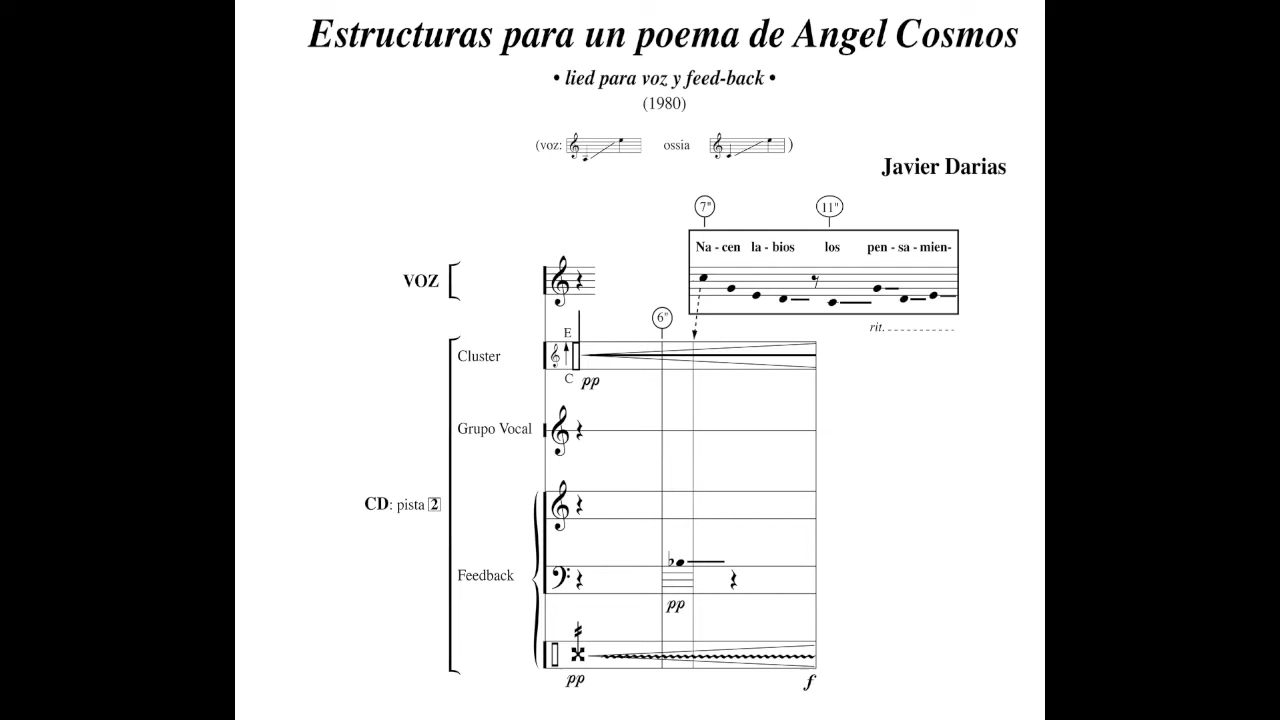 Estructuras para un poema de Angel Cosmos
• lied para voz y feed-back •
(1980)
(voz: ossia )
Javier Darias
7" 11"
Na - cen la - bios los pen - sa - mien-
VOZ
rit.
6"
E
Cluster
C pp
Grupo Vocal
CD: pista 2
Feedback
pp
pp f